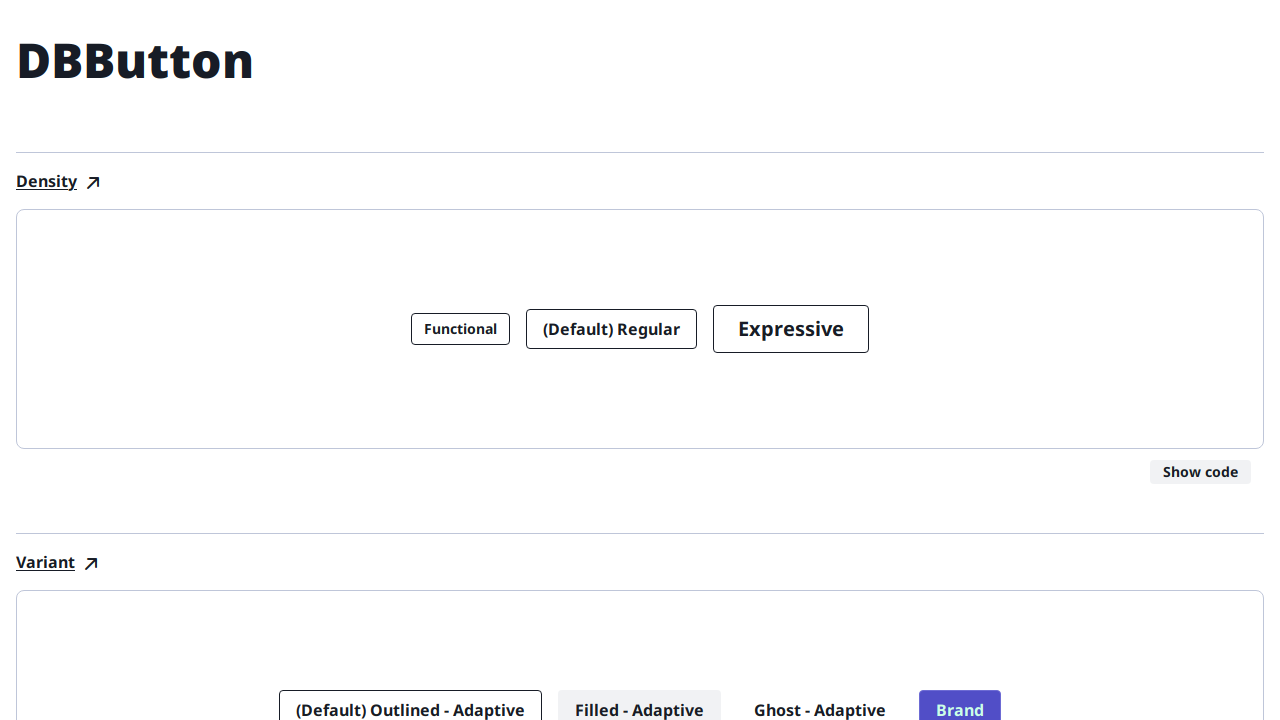 DBButton
Density
Functional
(Default) Regular
Expressive
Show code
Variant
(Default) Outlined - Adaptive
Filled - Adaptive
Ghost - Adaptive
Brand